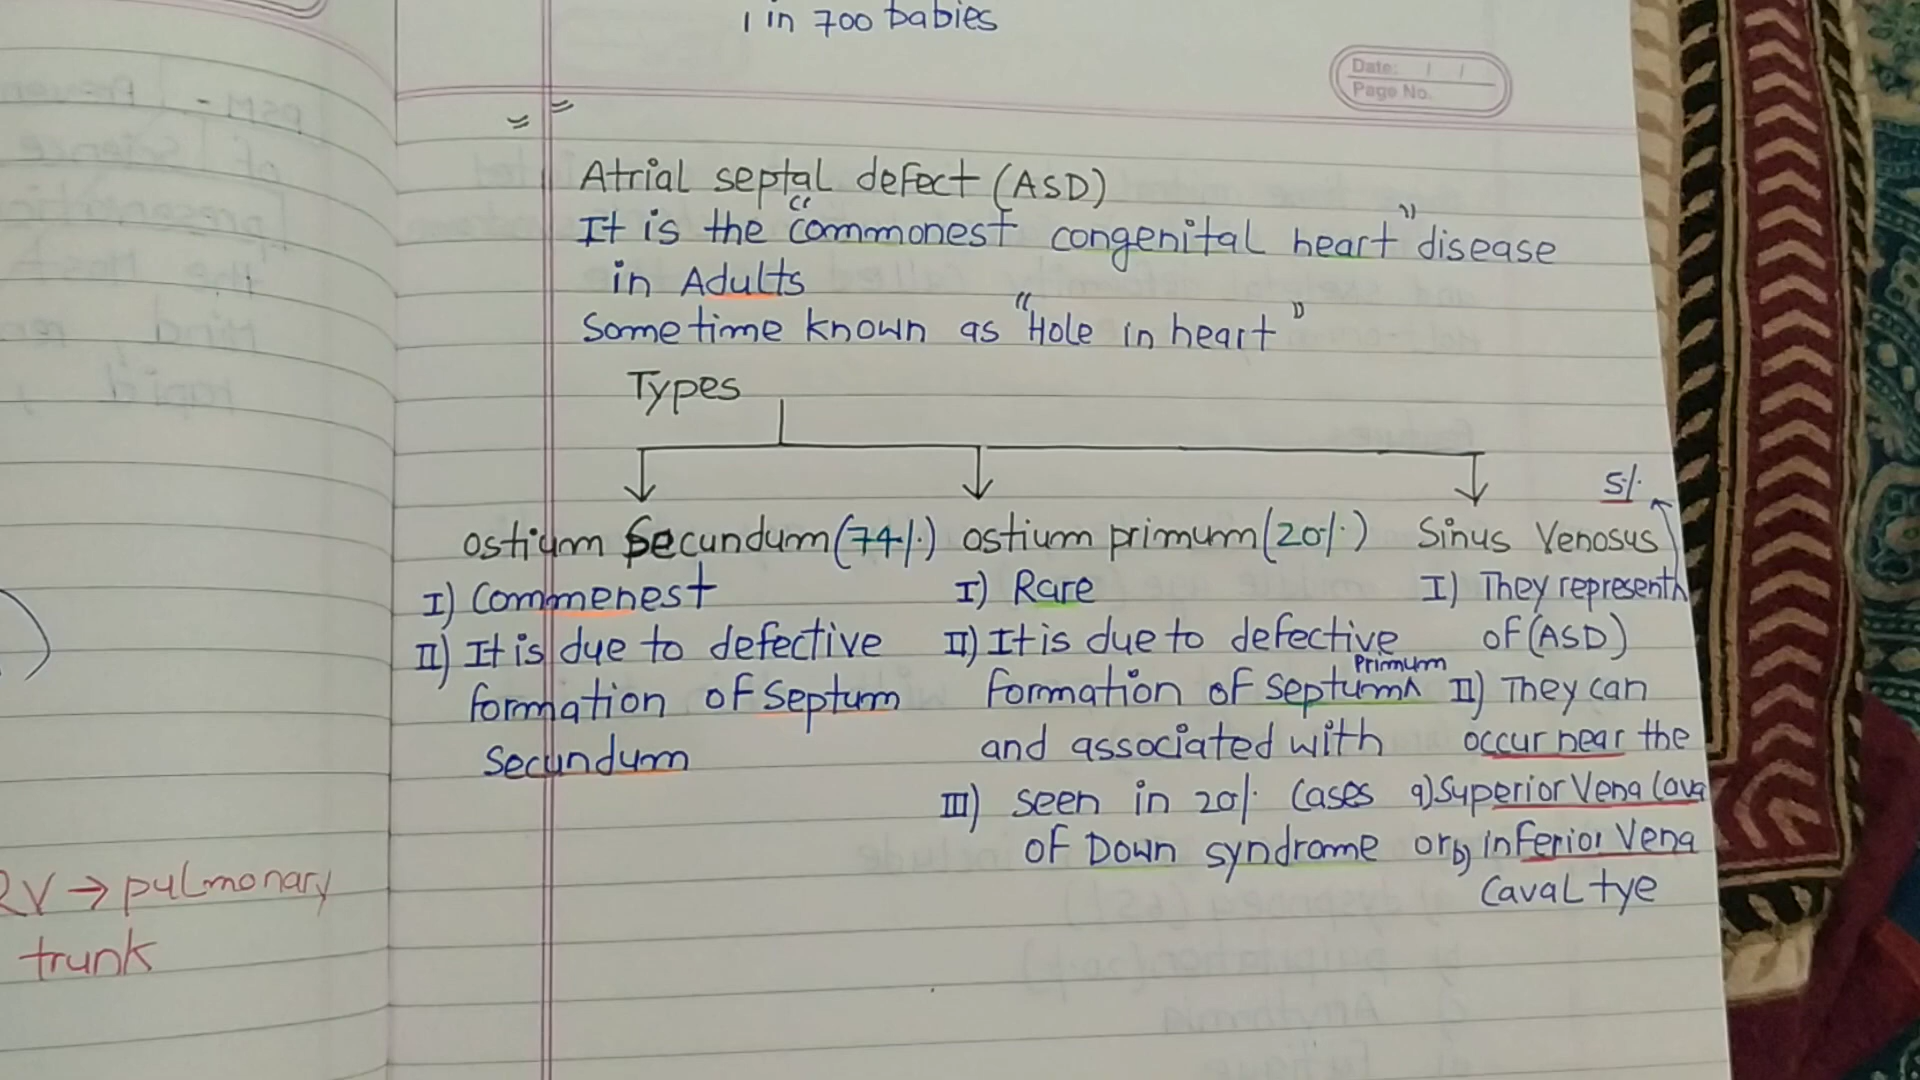 1 in 700 babies
Date: / /
Page No.
Atrial septal defect (ASD)
It is the "commonest congenital heart" disease
in Adults
Sometime known as "Hole in heart"
Types
5%
ostium Secundum (74%)
I) Commenest
II) It is due to defective
formation of Septum
Secundum
ostium primum (20%)
I) Rare
II) It is due to defective
Primum
formation of septum ^
and associated with
III) seen in 20% Cases
of Down syndrome
Sinus Venosus
I) They represent
of (ASD)
II) They can
occur near the
a) Superior Vena Cava
or b) inferior Vena
Caval tye
RV → pulmonary
trunk